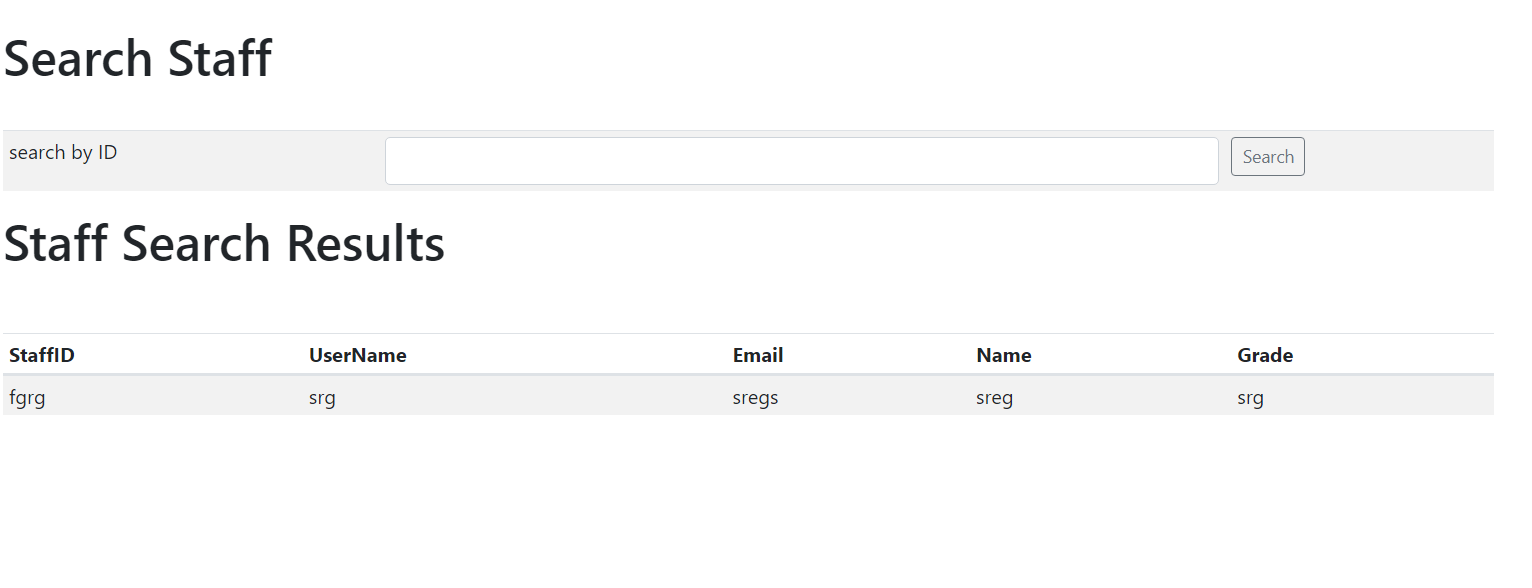 Search Staff
search by ID Search
Staff Search Results
StaffID UserName Email Name Grade
fgrg srg sregs sreg srg